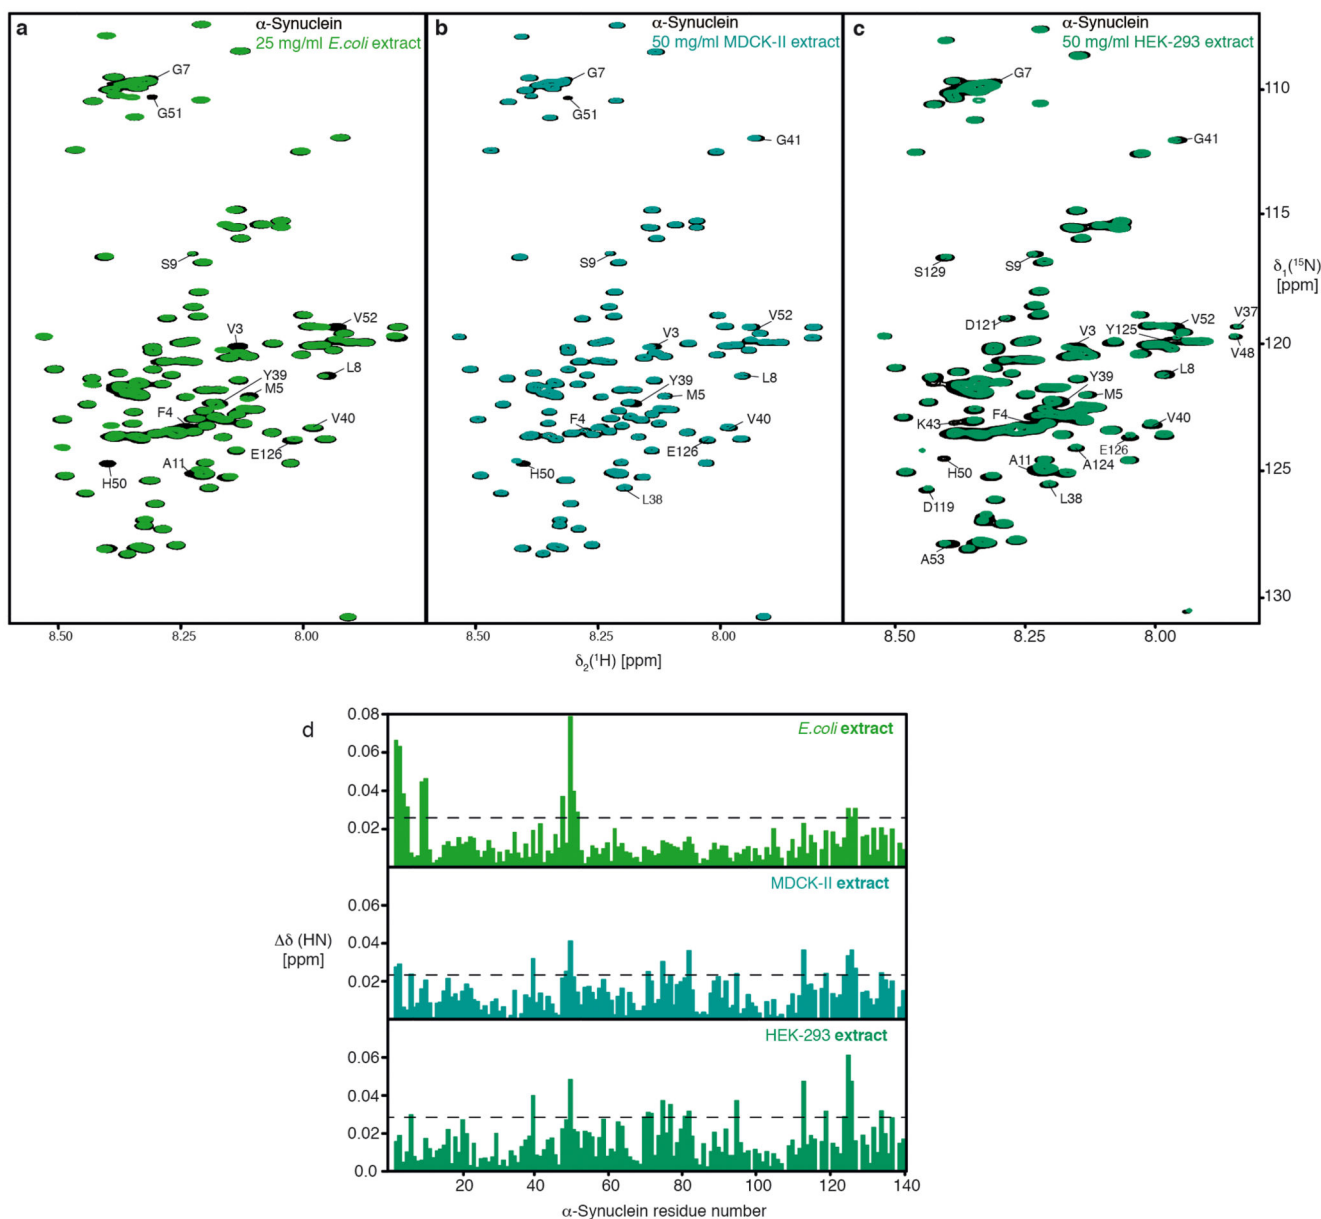 a
α-Synuclein
25 mg/ml E.coli extract
G7
G51
S9
V52
V3
L8
Y39
M5
F4
V40
E126
A11
H50
8.50
8.25
8.00
b
α-Synuclein
50 mg/ml MDCK-II extract
G7
G51
G41
S9
V3
V52
L8
Y39
M5
F4
V40
E126
H50
L38
8.50
8.25
8.00
δ2(¹H) [ppm]
c
α-Synuclein
50 mg/ml HEK-293 extract
G7
G41
S129
S9
D121
V3
Y125
V52
V37
V48
L8
Y39
M5
F4
K43
V40
E126
H50
A11
A124
D119
L38
A53
8.50
8.25
8.00
110
115
δ1(¹⁵N)
[ppm]
120
125
130
d
0.08
E.coli extract
0.06
0.04
0.02
MDCK-II extract
0.06
Δδ (HN)
[ppm]
0.04
0.02
HEK-293 extract
0.06
0.04
0.02
0.0
20 40 60 80 100 120 140
α-Synuclein residue number